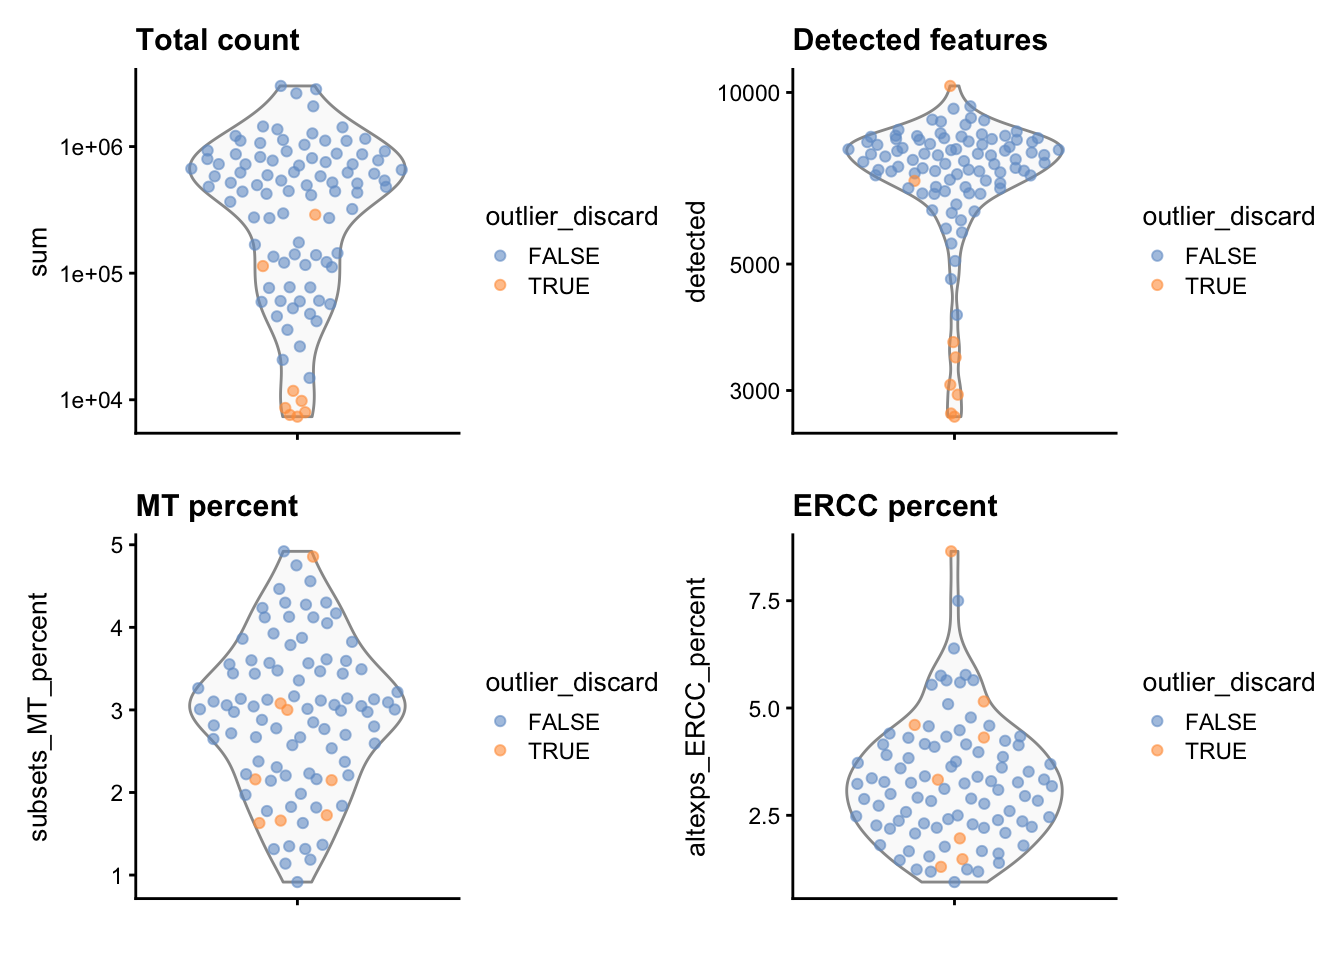 Total count
sum
1e+06
1e+05
1e+04
outlier_discard
FALSE
TRUE
Detected features
detected
10000
5000
3000
outlier_discard
FALSE
TRUE
MT percent
subsets_MT_percent
5
4
3
2
1
outlier_discard
FALSE
TRUE
ERCC percent
altexps_ERCC_percent
7.5
5.0
2.5
outlier_discard
FALSE
TRUE